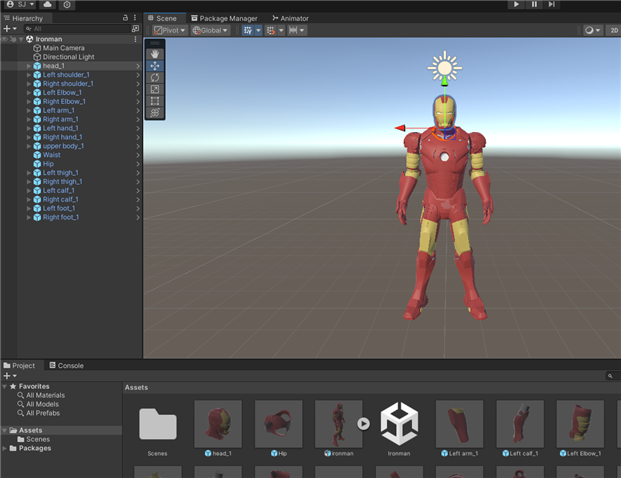 SJ
Hierarchy
All
Ironman
Main Camera
Directional Light
head_1
Left shoulder_1
Right shoulder_1
Left Elbow_1
Right Elbow_1
Left arm_1
Right arm_1
Left hand_1
Right hand_1
upper body_1
Waist
Hip
Left thigh_1
Right thigh_1
Left calf_1
Right calf_1
Left foot_1
Right foot_1
Scene Package Manager Animator
Pivot Global 2D
Project Console
Favorites
All Materials
All Models
All Prefabs
Assets
Scenes
Packages
Assets
Scenes head_1 Hip Ironman Ironman Left arm_1 Left calf_1 Left Elbow_1